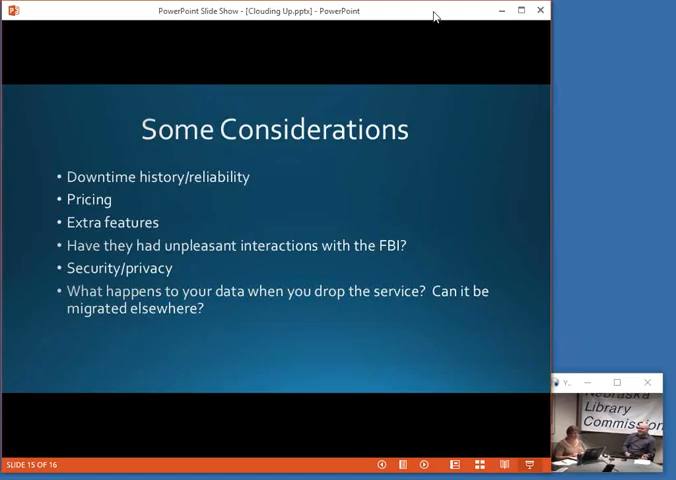 PowerPoint Slide Show - [Clouding Up.pptx] - PowerPoint
Some Considerations
• Downtime history/reliability
• Pricing
• Extra features
• Have they had unpleasant interactions with the FBI?
• Security/privacy
• What happens to your data when you drop the service? Can it be
migrated elsewhere?
SLIDE 15 OF 16
Y..
Nebraska
Library
Commission